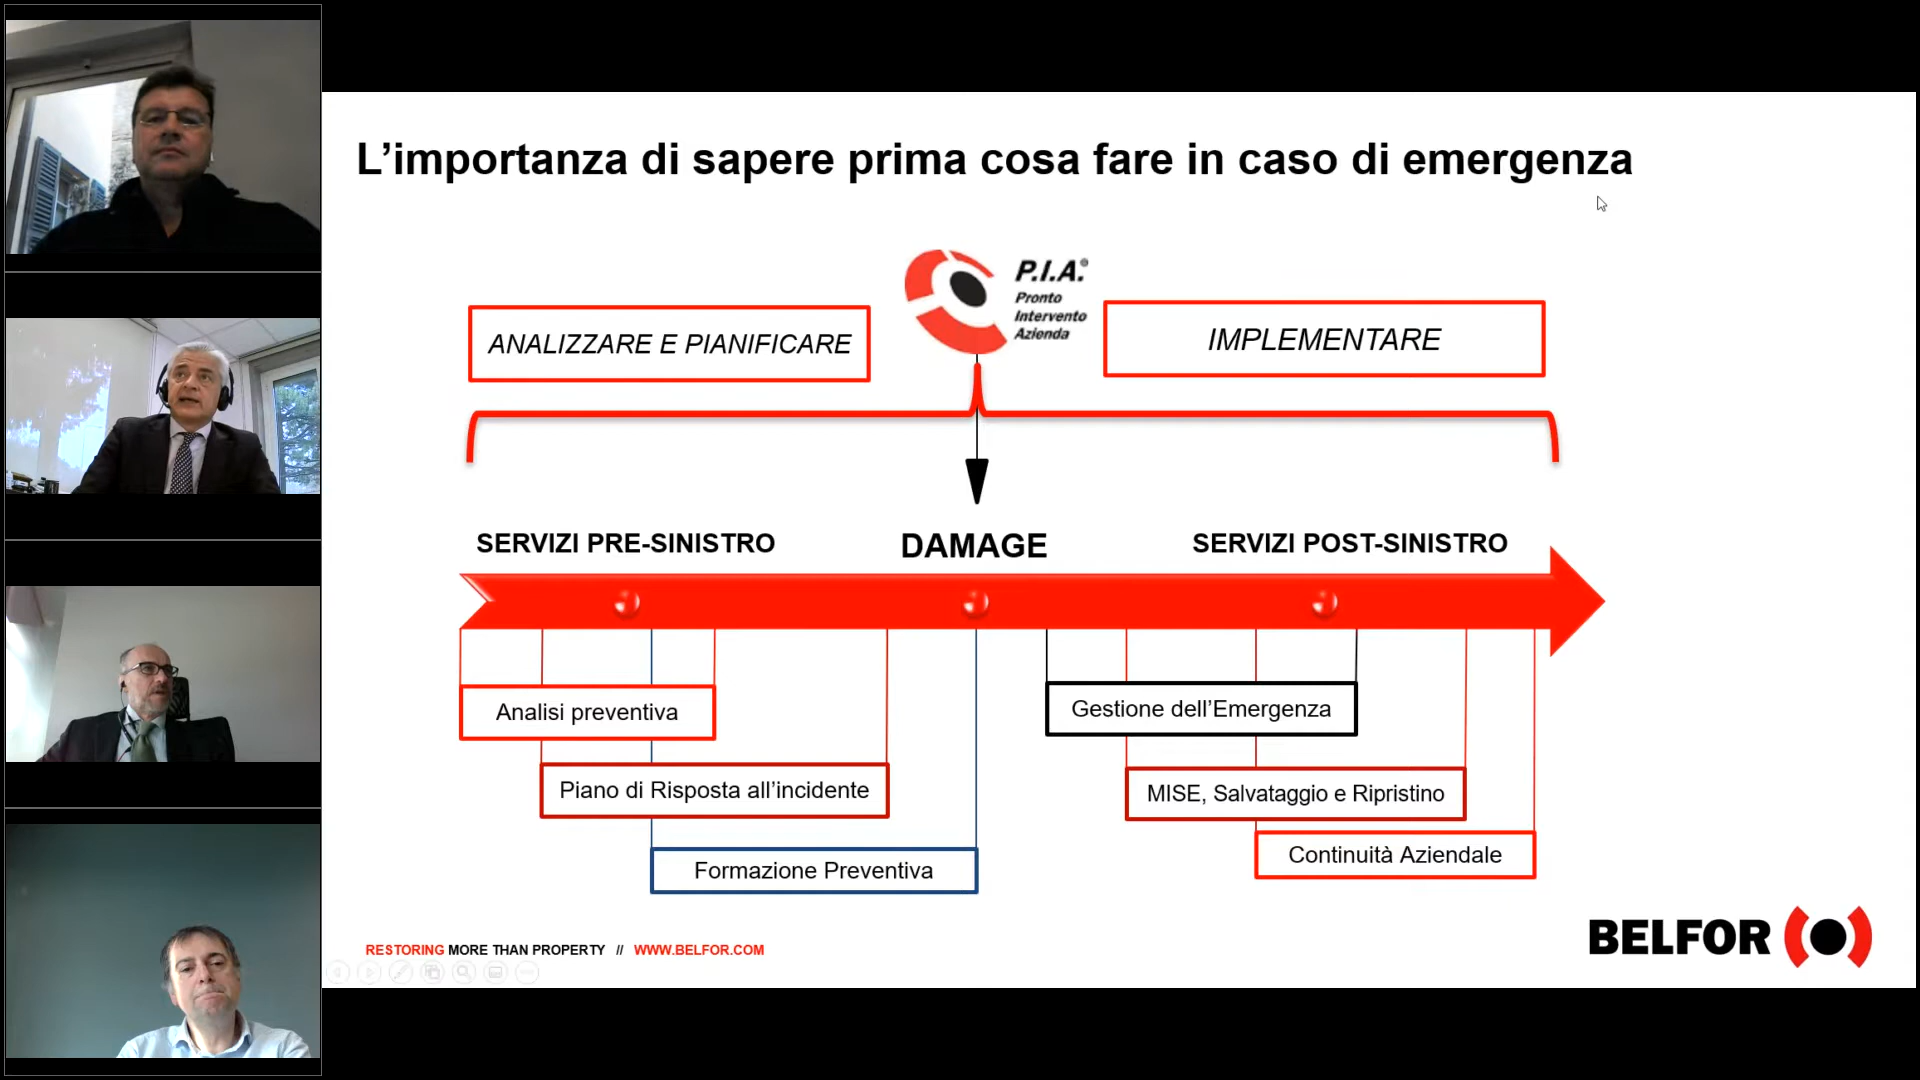 L’importanza di sapere prima cosa fare in caso di emergenza
P.I.A.®
Pronto
Intervento
Azienda
ANALIZZARE E PIANIFICARE
IMPLEMENTARE
SERVIZI PRE-SINISTRO
DAMAGE
SERVIZI POST-SINISTRO
Analisi preventiva
Gestione dell’Emergenza
Piano di Risposta all’incidente
MISE, Salvataggio e Ripristino
Formazione Preventiva
Continuità Aziendale
RESTORING MORE THAN PROPERTY // WWW.BELFOR.COM
BELFOR